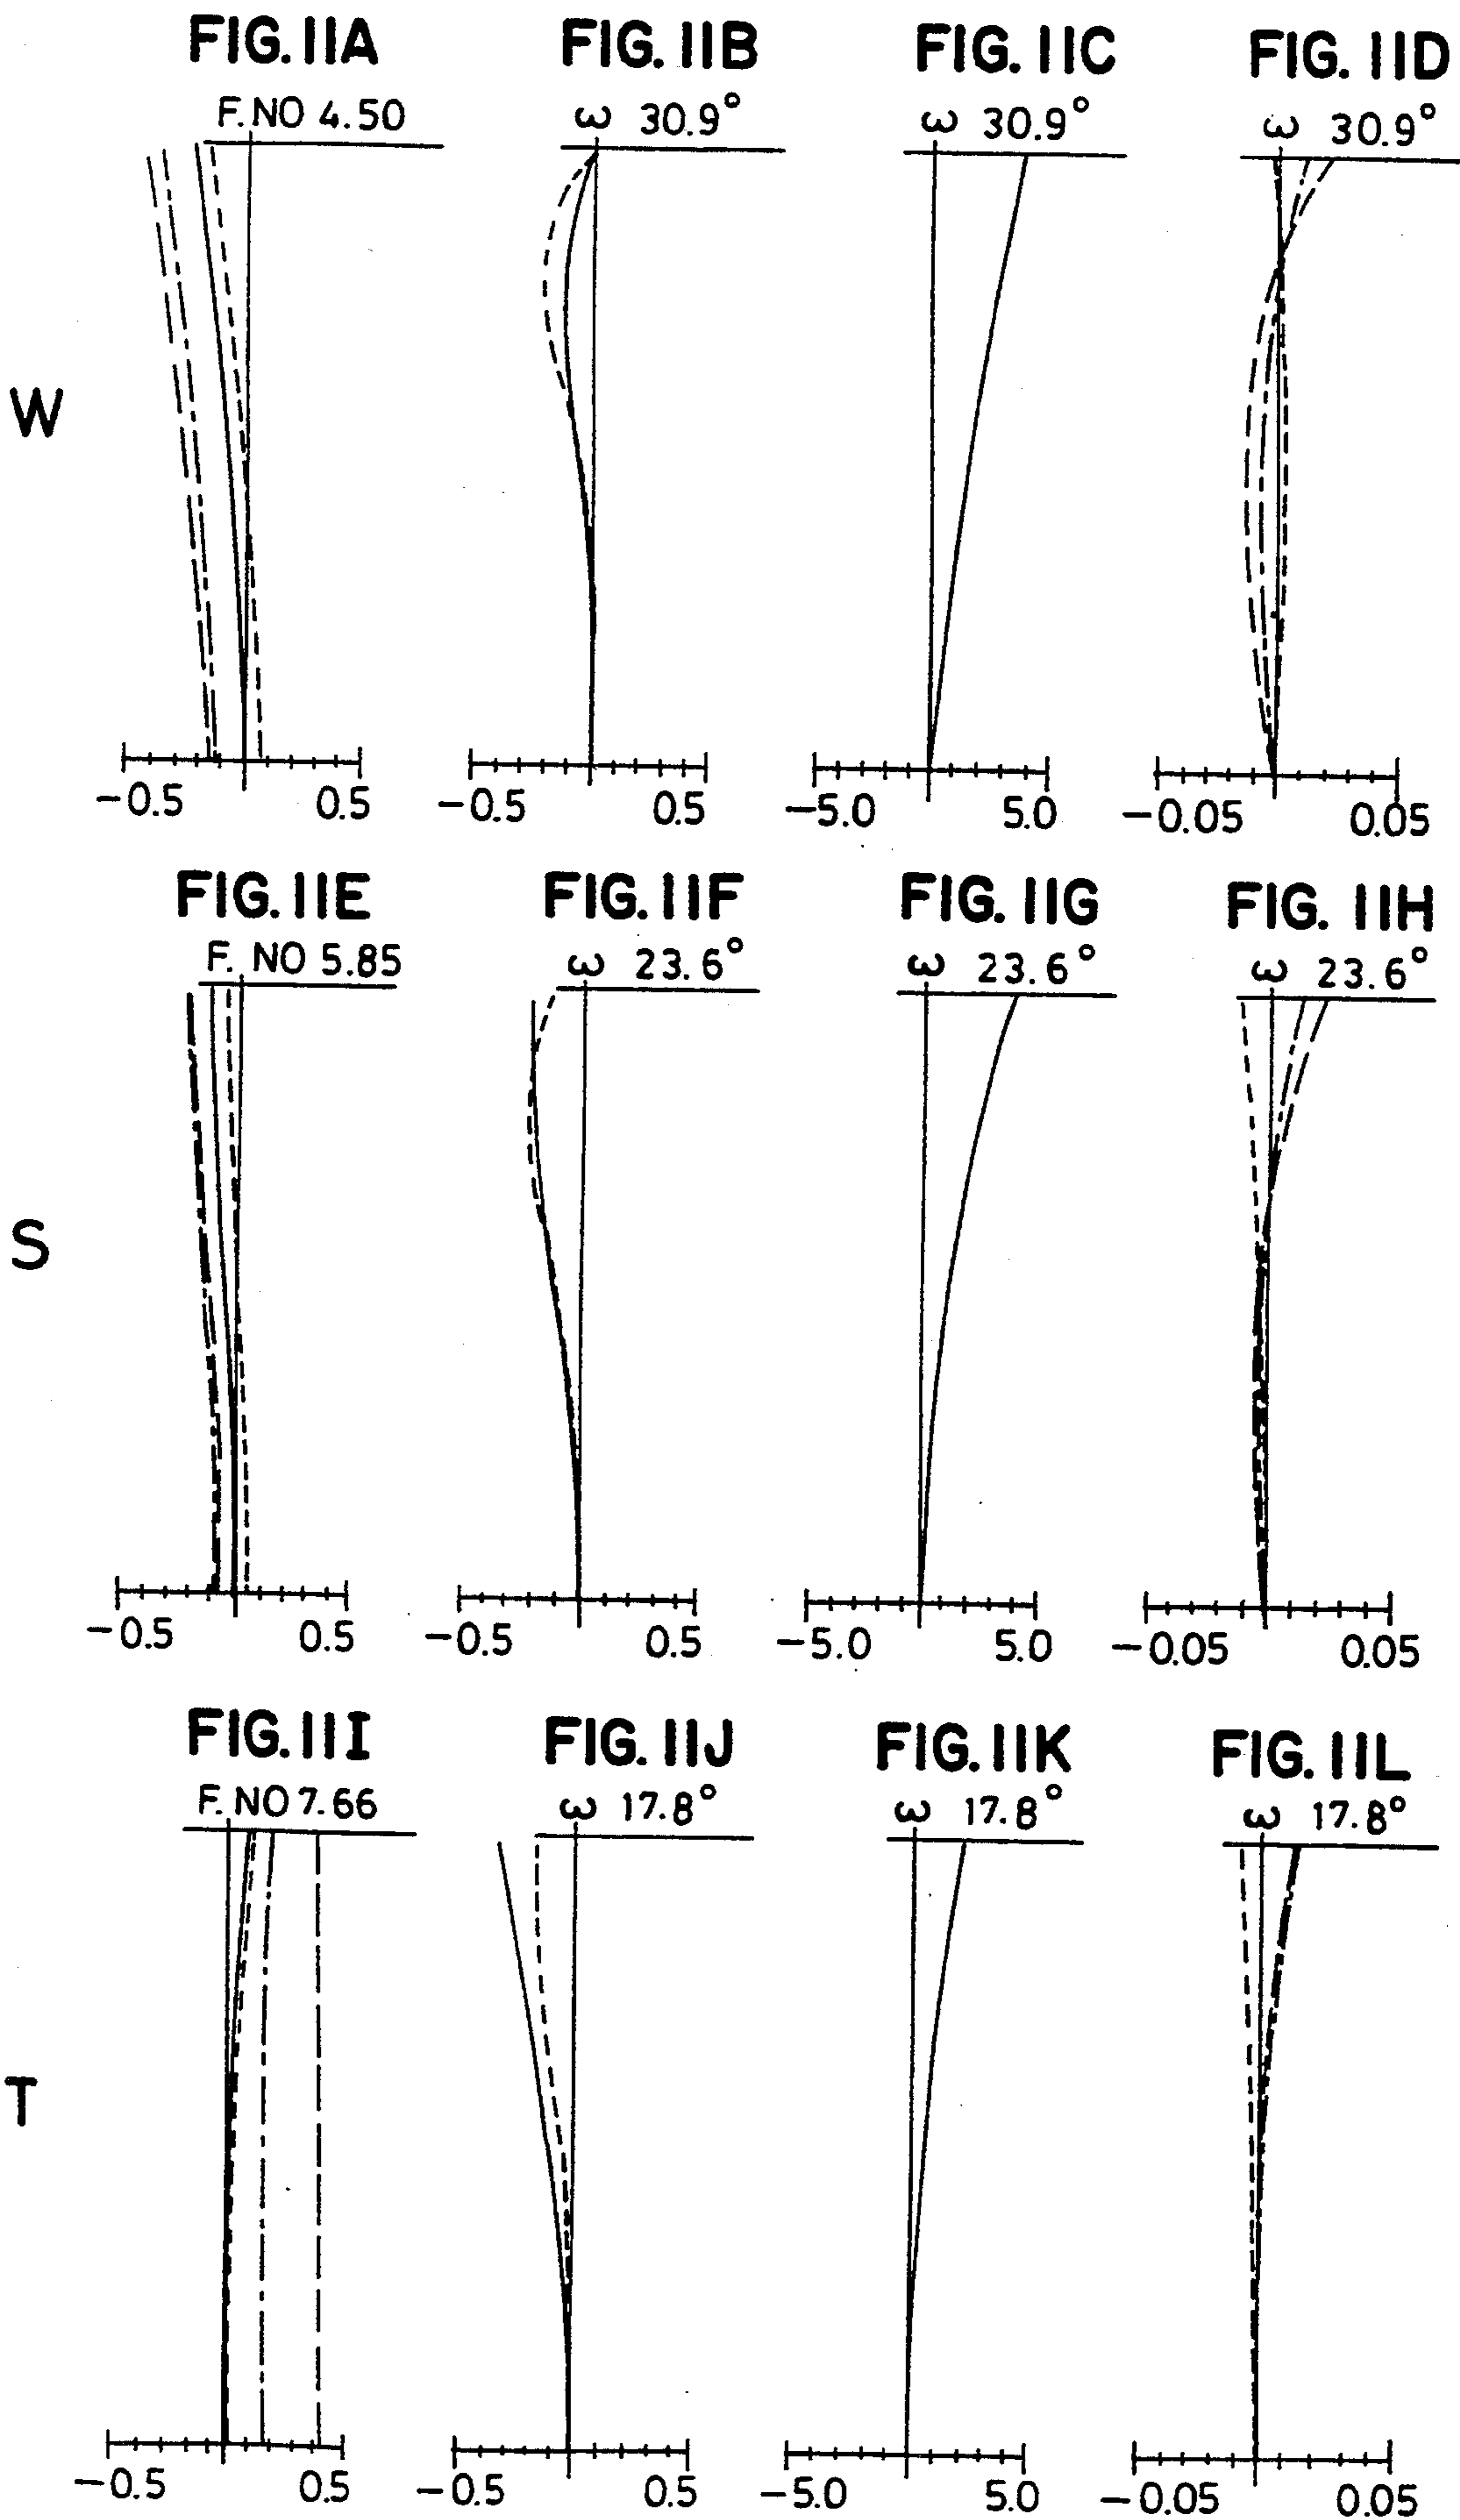 FIG.11A FIG.11B FIG.11C FIG.11D
F.NO 4.50 ω 30.9° ω 30.9° ω 30.9°
W
-0.5 0.5 -0.5 0.5 -5.0 5.0 -0.05 0.05
FIG.11E FIG.11F FIG.11G FIG.11H
F.NO 5.85 ω 23.6° ω 23.6° ω 23.6°
S
-0.5 0.5 -0.5 0.5 -5.0 5.0 -0.05 0.05
FIG.11I FIG.11J FIG.11K FIG.11L
F.NO 7.66 ω 17.8° ω 17.8° ω 17.8°
T
-0.5 0.5 -0.5 0.5 -5.0 5.0 -0.05 0.05